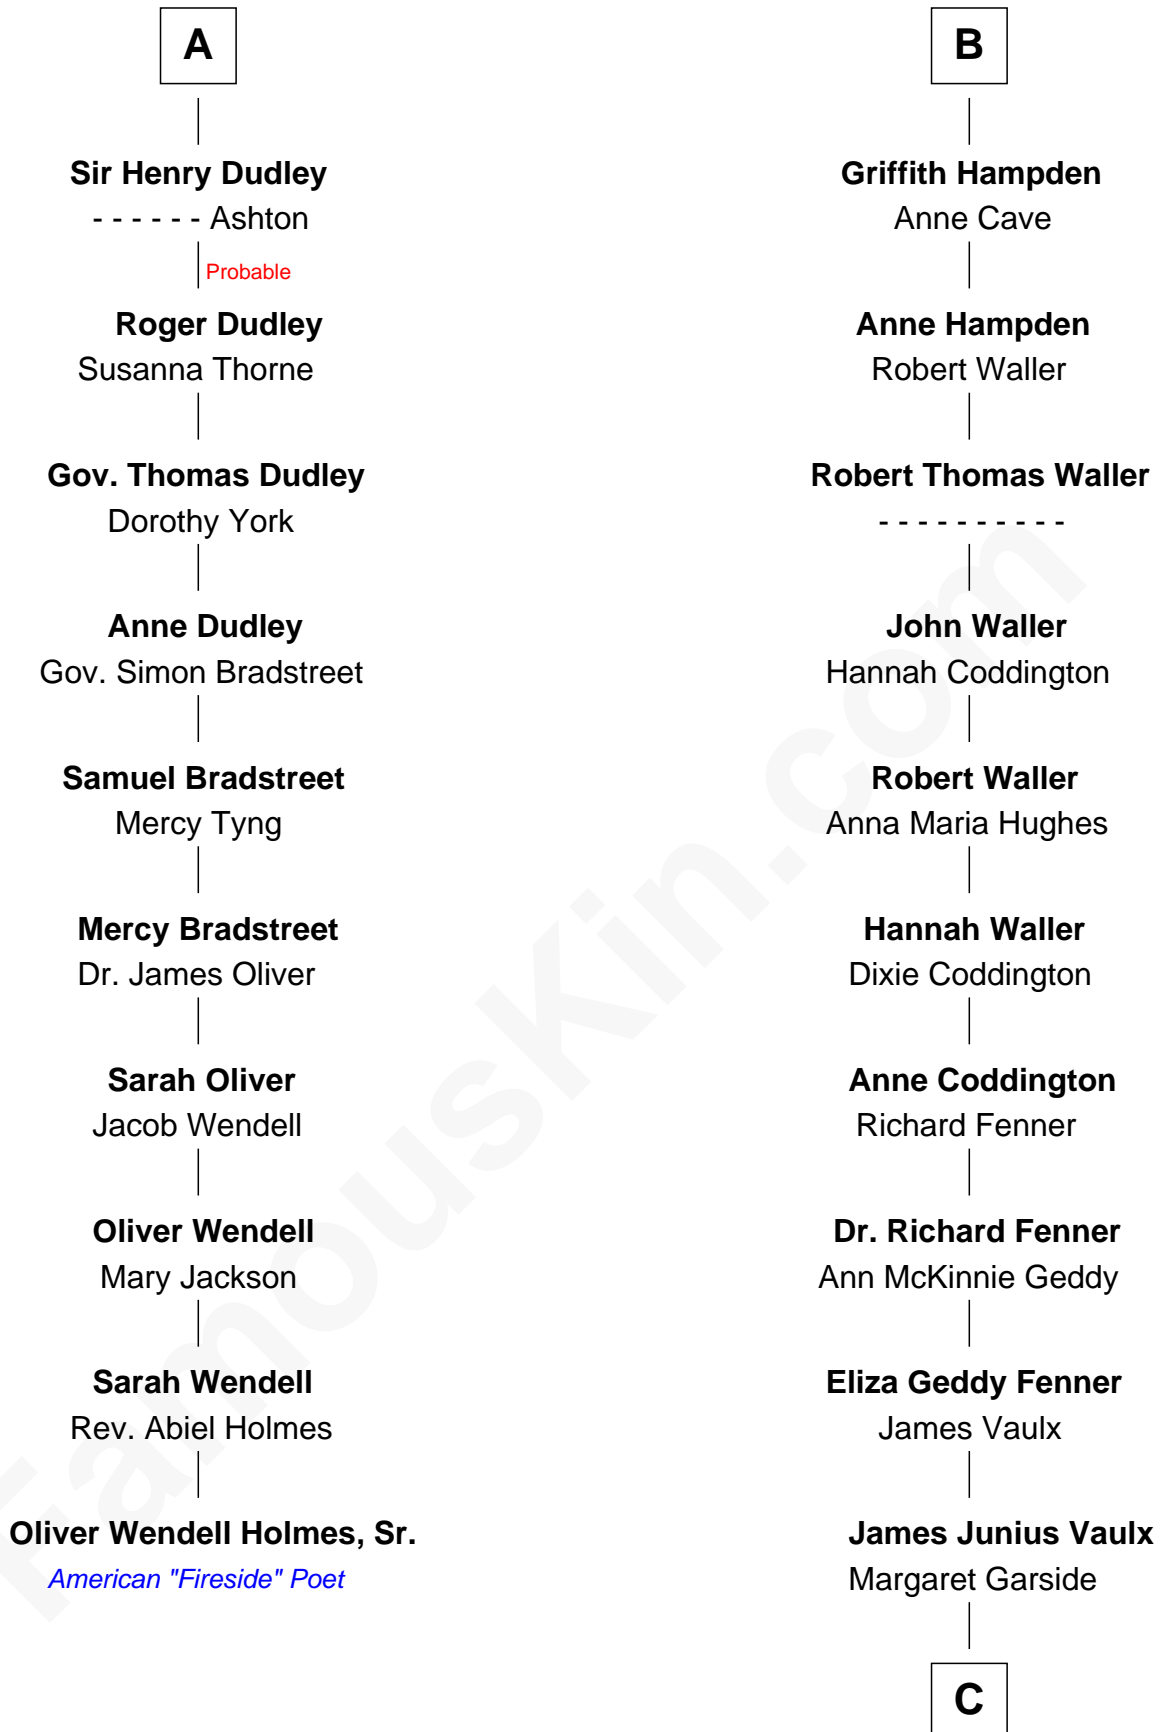 A
Sir Henry Dudley
- - - - - - Ashton
Probable
Roger Dudley
Susanna Thorne
Gov. Thomas Dudley
Dorothy York
Anne Dudley
Gov. Simon Bradstreet
Samuel Bradstreet
Mercy Tyng
Mercy Bradstreet
Dr. James Oliver
Sarah Oliver
Jacob Wendell
Oliver Wendell
Mary Jackson
Sarah Wendell
Rev. Abiel Holmes
Oliver Wendell Holmes, Sr.
American "Fireside" Poet
B
Griffith Hampden
Anne Cave
Anne Hampden
Robert Waller
Robert Thomas Waller
- - - - - - - - - -
John Waller
Hannah Coddington
Robert Waller
Anna Maria Hughes
Hannah Waller
Dixie Coddington
Anne Coddington
Richard Fenner
Dr. Richard Fenner
Ann McKinnie Geddy
Eliza Geddy Fenner
James Vaulx
James Junius Vaulx
Margaret Garside
C
FamousKin.com